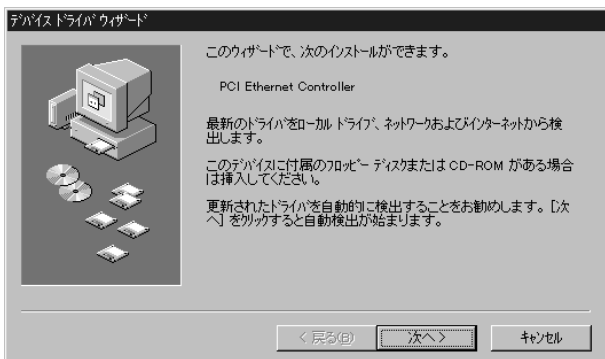 デバイス ドライバ ウィザード
このウィザードで、次のインストールができます。
PCI Ethernet Controller
最新のドライバをローカル ドライブ、ネットワークおよびインターネットから検
出します。
このデバイスに付属のフロッピー ディスクまたは CD-ROM がある場合
は挿入してください。
更新されたドライバを自動的に検出することをお勧めします。[次
へ] をクリックすると自動検出が始まります。
< 戻る(B)
次へ >
キャンセル